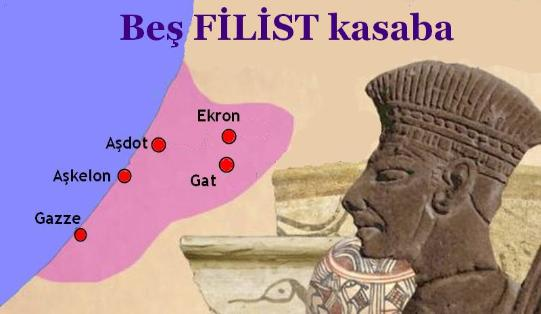 Beş FİLİST kasaba
Ekron
Aşdot
Aşkelon
Gat
Gazze